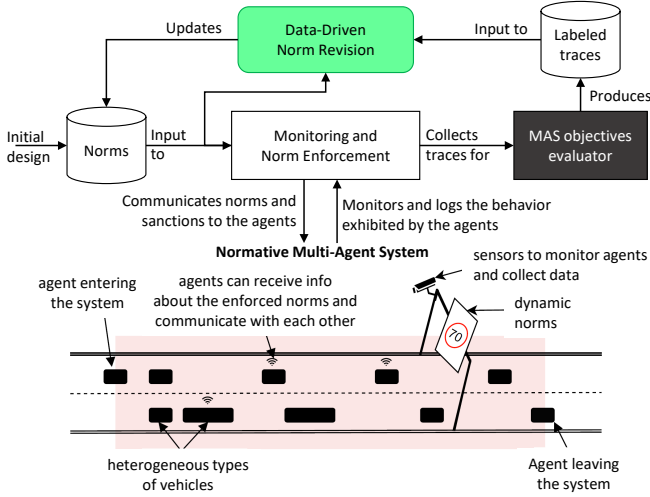 Updates
Data-Driven
Norm Revision
Input to
Labeled
traces
Produces
Initial
design
Norms
Input
to
Monitoring and
Norm Enforcement
Collects
traces for
MAS objectives
evaluator
Communicates norms and
sanctions to the agents
Monitors and logs the behavior
exhibited by the agents
Normative Multi-Agent System
sensors to monitor agents
and collect data
agent entering
the system
agents can receive info
about the enforced norms and
communicate with each other
dynamic
norms
70
heterogeneous types
of vehicles
Agent leaving
the system